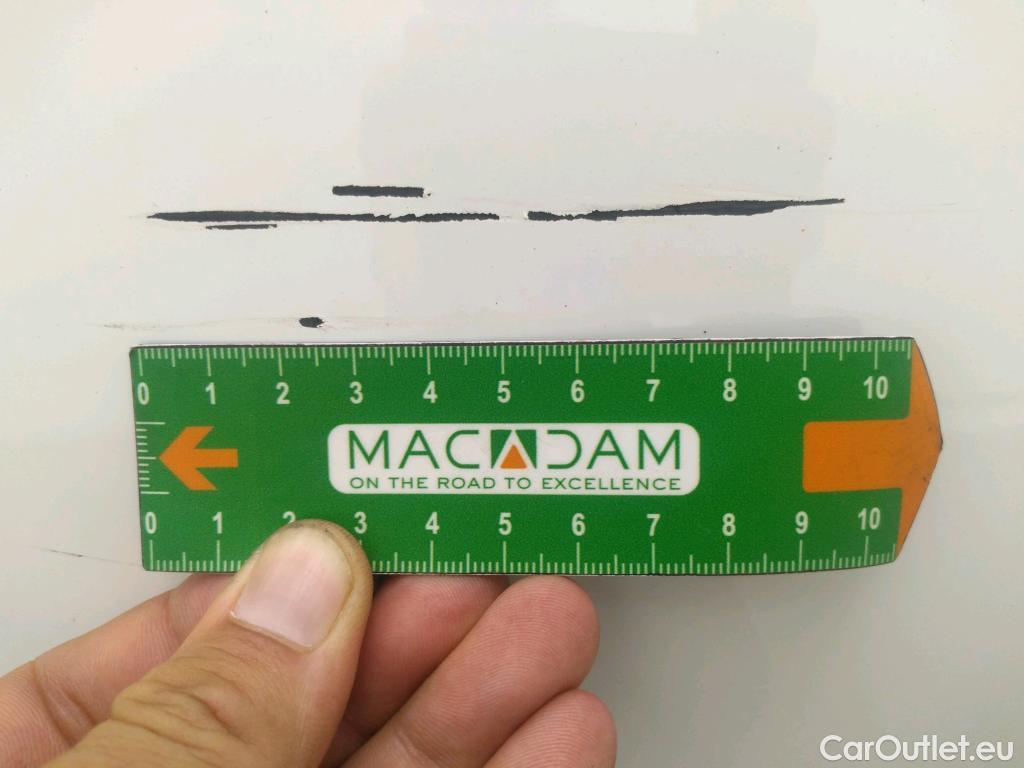 0 1 2 3 4 5 6 7 8 9 10
MACADAM
ON THE ROAD TO EXCELLENCE
0 1 2 3 4 5 6 7 8 9 10
CarOutlet.eu